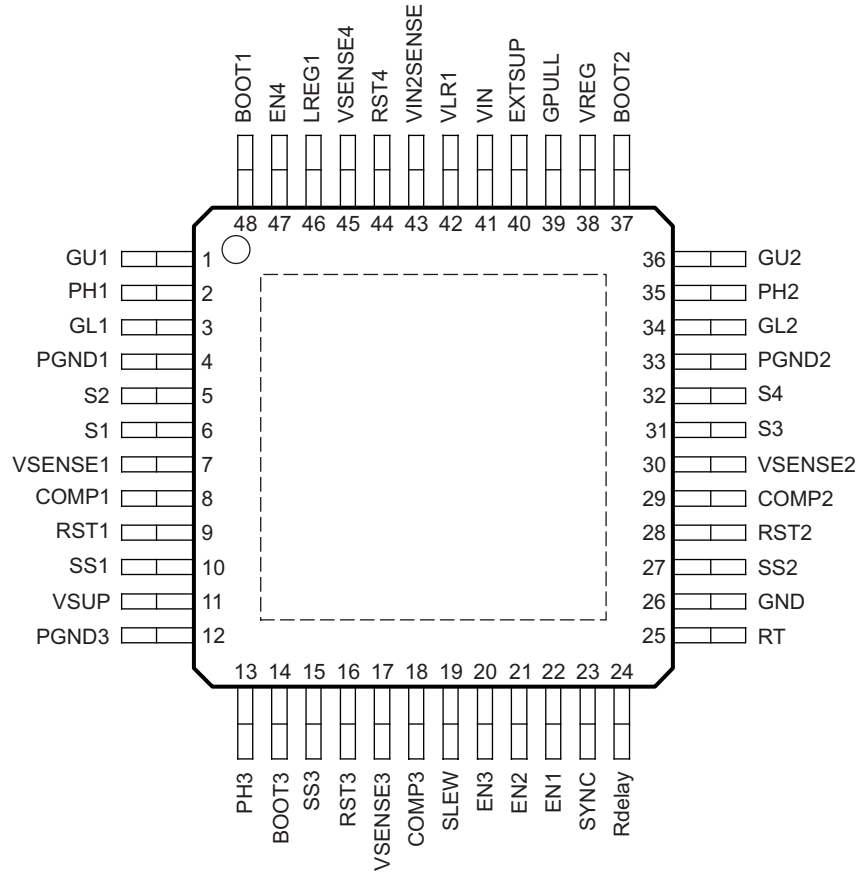 BOOT1
EN4
LREG1
VSENSE4
RST4
VIN2SENSE
VLR1
VIN
EXTSUP
GPULL
VREG
BOOT2
48 47 46 45 44 43 42 41 40 39 38 37
GU1 1
PH1 2
GL1 3
PGND1 4
S2 5
S1 6
VSENSE1 7
COMP1 8
RST1 9
SS1 10
VSUP 11
PGND3 12
36 GU2
35 PH2
34 GL2
33 PGND2
32 S4
31 S3
30 VSENSE2
29 COMP2
28 RST2
27 SS2
26 GND
25 RT
13 14 15 16 17 18 19 20 21 22 23 24
PH3
BOOT3
SS3
RST3
VSENSE3
COMP3
SLEW
EN3
EN2
EN1
SYNC
Rdelay